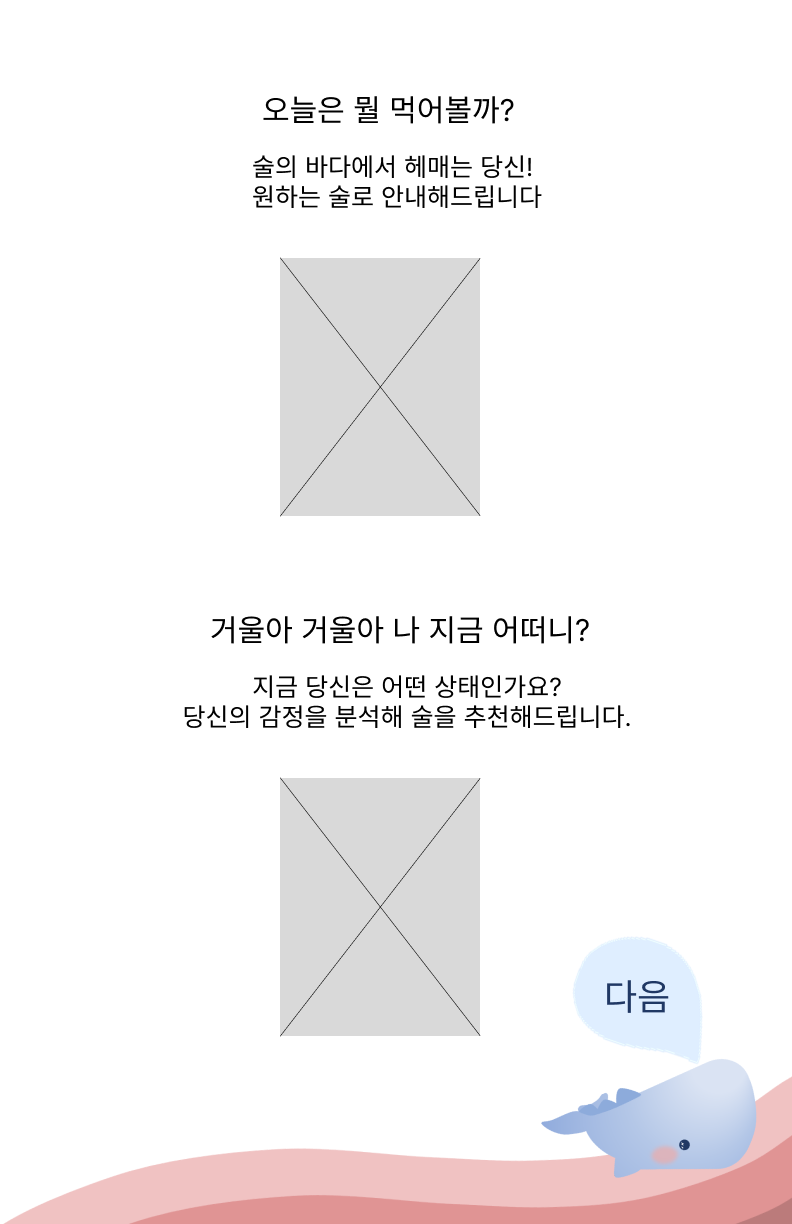 오늘은 뭘 먹어볼까?
술의 바다에서 헤매는 당신!
원하는 술로 안내해드립니다
거울아 거울아 나 지금 어떠니?
지금 당신은 어떤 상태인가요?
당신의 감정을 분석해 술을 추천해드립니다.
다음